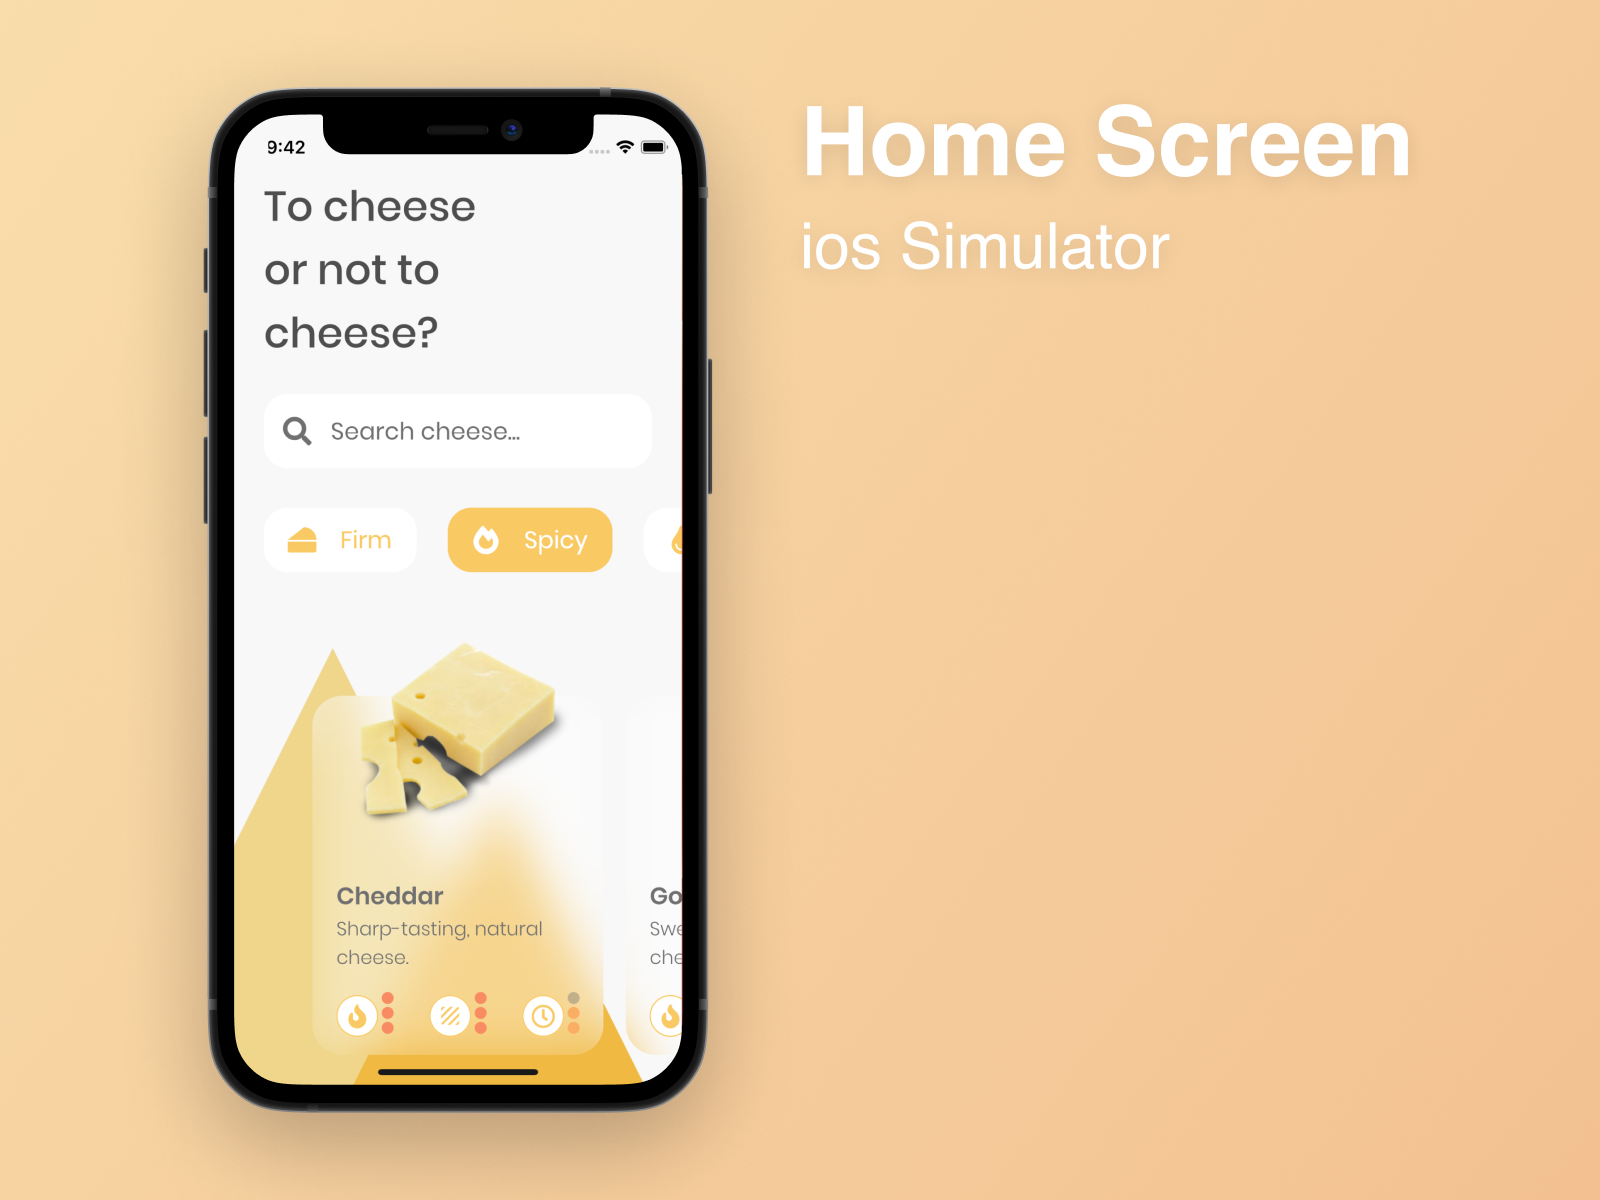 Home Screen
ios Simulator
9:42
To cheese
or not to
cheese?
Search cheese...
Firm
Spicy
Cheddar
Sharp-tasting, natural
cheese.
Go
Swe
che